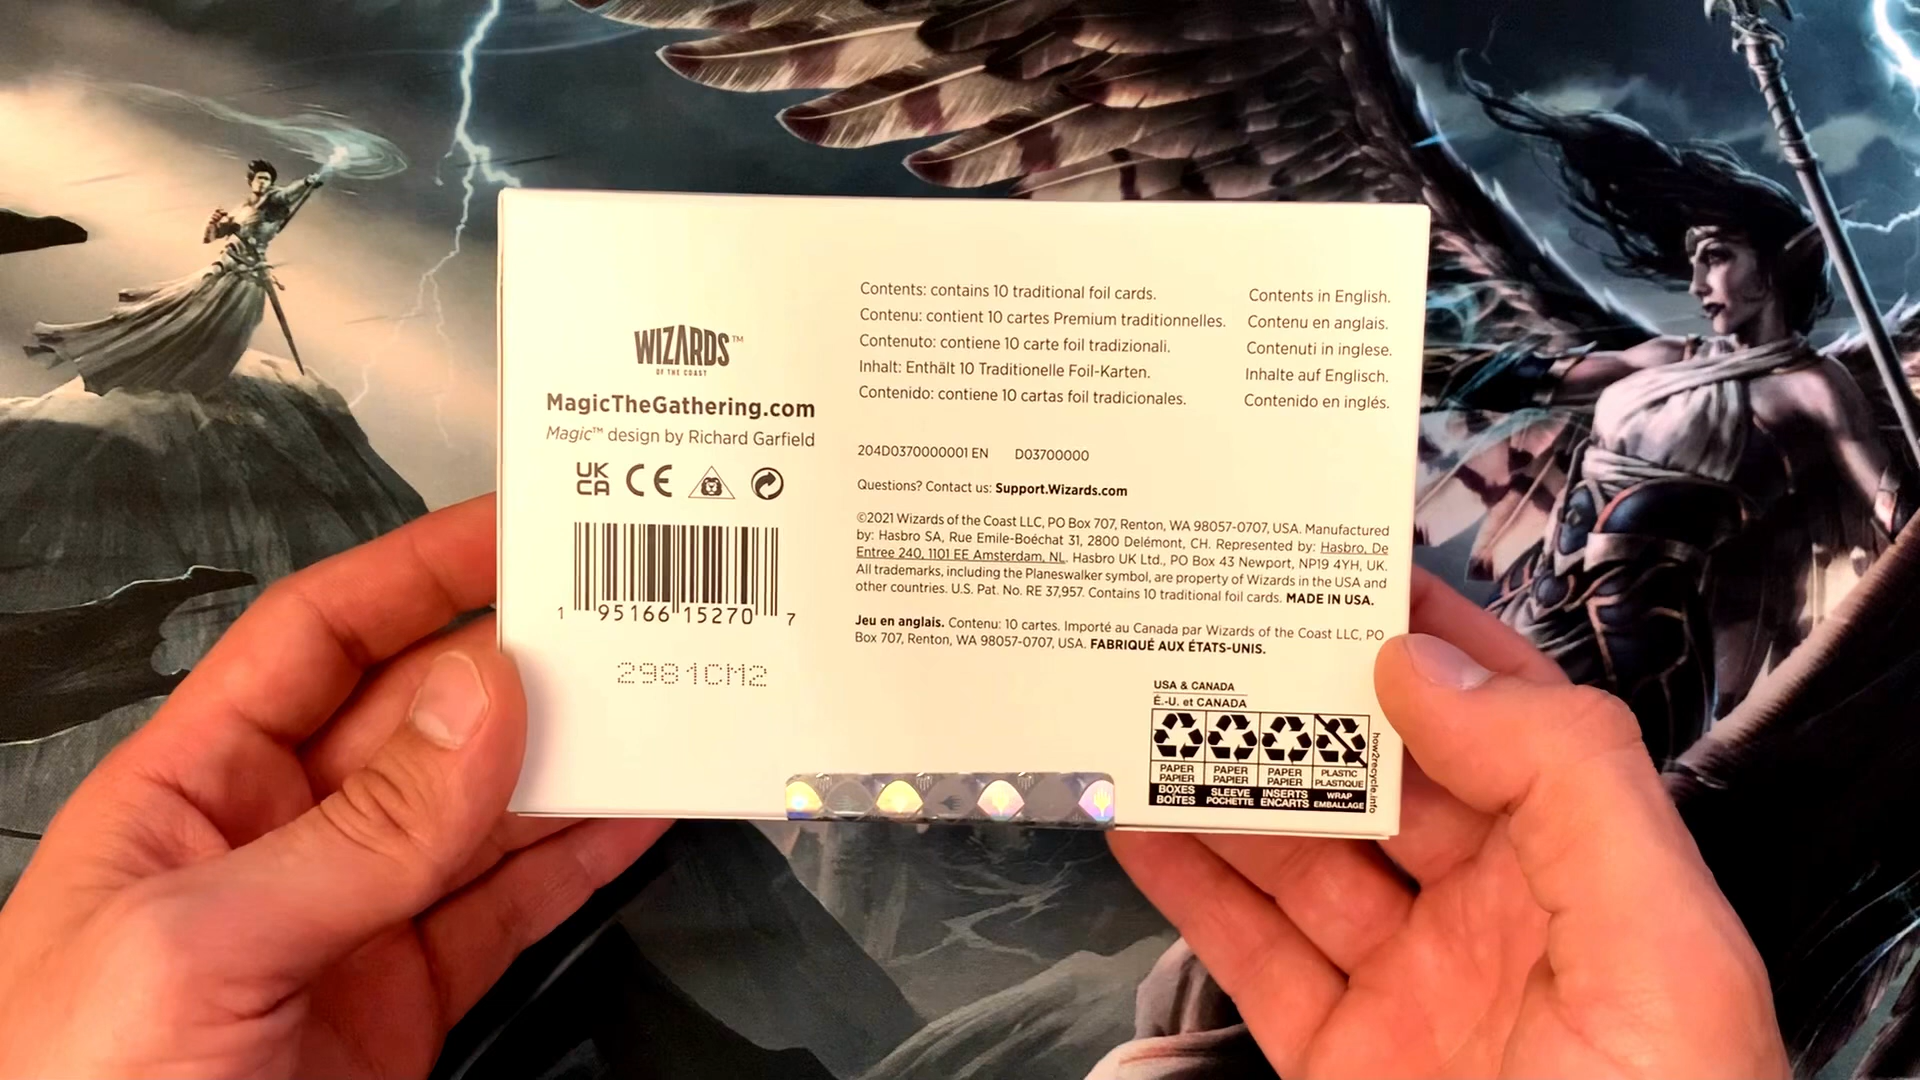 WIZARDS™
OF THE COAST
MagicTheGathering.com
Magic™ design by Richard Garfield
UK
CA
CE
1 95166 15270 7
2981CM2
Contents: contains 10 traditional foil cards.
Contenu: contient 10 cartes Premium traditionnelles.
Contenuto: contiene 10 carte foil tradizionali.
Inhalt: Enthält 10 Traditionelle Foil-Karten.
Contenido: contiene 10 cartas foil tradicionales.
Contents in English.
Contenu en anglais.
Contenuti in inglese.
Inhalte auf Englisch.
Contenido en inglés.
204D0370000001 EN D03700000
Questions? Contact us: Support.Wizards.com
©2021 Wizards of the Coast LLC, PO Box 707, Renton, WA 98057-0707, USA. Manufactured
by: Hasbro SA, Rue Emile-Boéchat 31, 2800 Delémont, CH. Represented by: Hasbro, De
Entree 240, 1101 EE Amsterdam, NL. Hasbro UK Ltd., PO Box 43 Newport, NP19 4YH, UK.
All trademarks, including the Planeswalker symbol, are property of Wizards in the USA and
other countries. U.S. Pat. No. RE 37,957. Contains 10 traditional foil cards. MADE IN USA.
Jeu en anglais. Contenu: 10 cartes. Importé au Canada par Wizards of the Coast LLC, PO
Box 707, Renton, WA 98057-0707, USA. FABRIQUÉ AUX ÉTATS-UNIS.
USA & CANADA
É.-U. et CANADA
PAPER PAPER PAPER PLASTIC
PAPIER PAPIER PAPIER PLASTIQUE
BOXES SLEEVE INSERTS WRAP
BOÎTES POCHETTE ENCARTS EMBALLAGE
how2recycle.info